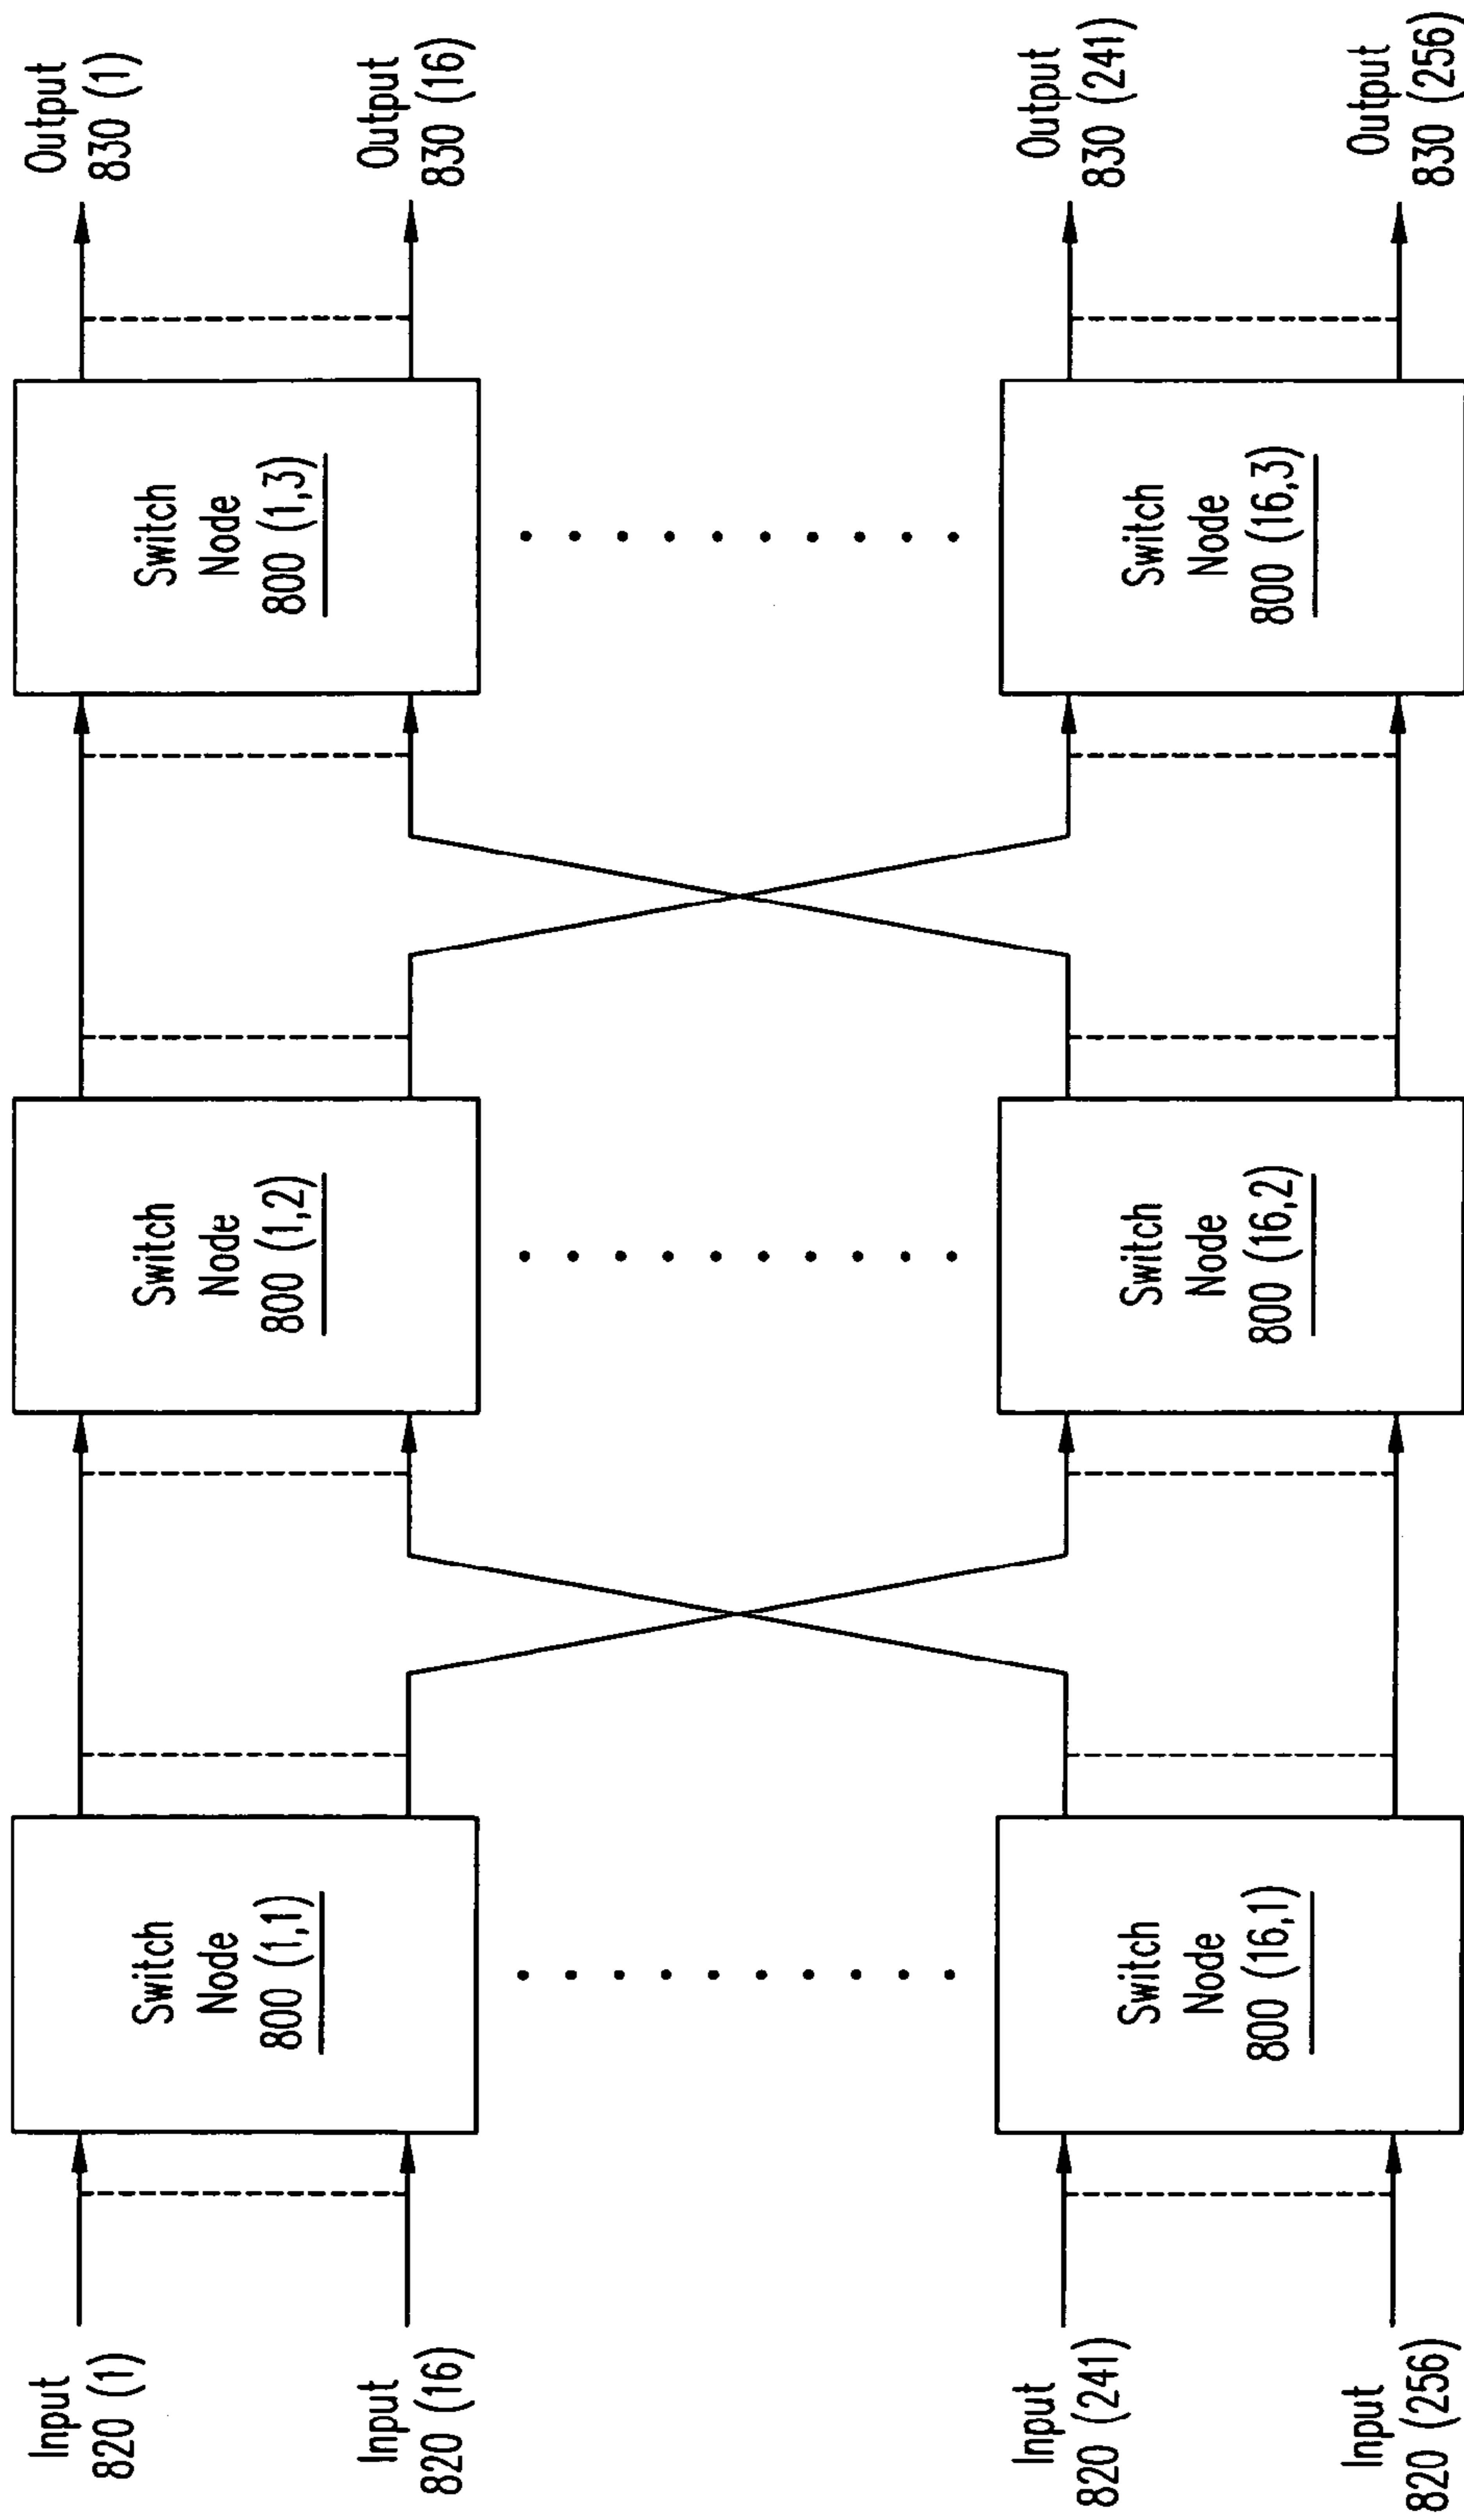 Input
820 (1)
Input
820 (16)
Input
820 (241)
Input
820 (256)
Switch
Node
800 (1,1)
Switch
Node
800 (16,1)
Switch
Node
800 (1,2)
Switch
Node
800 (16,2)
Switch
Node
800 (1,3)
Switch
Node
800 (16,3)
Output
830 (1)
Output
830 (16)
Output
830 (241)
Output
830 (256)